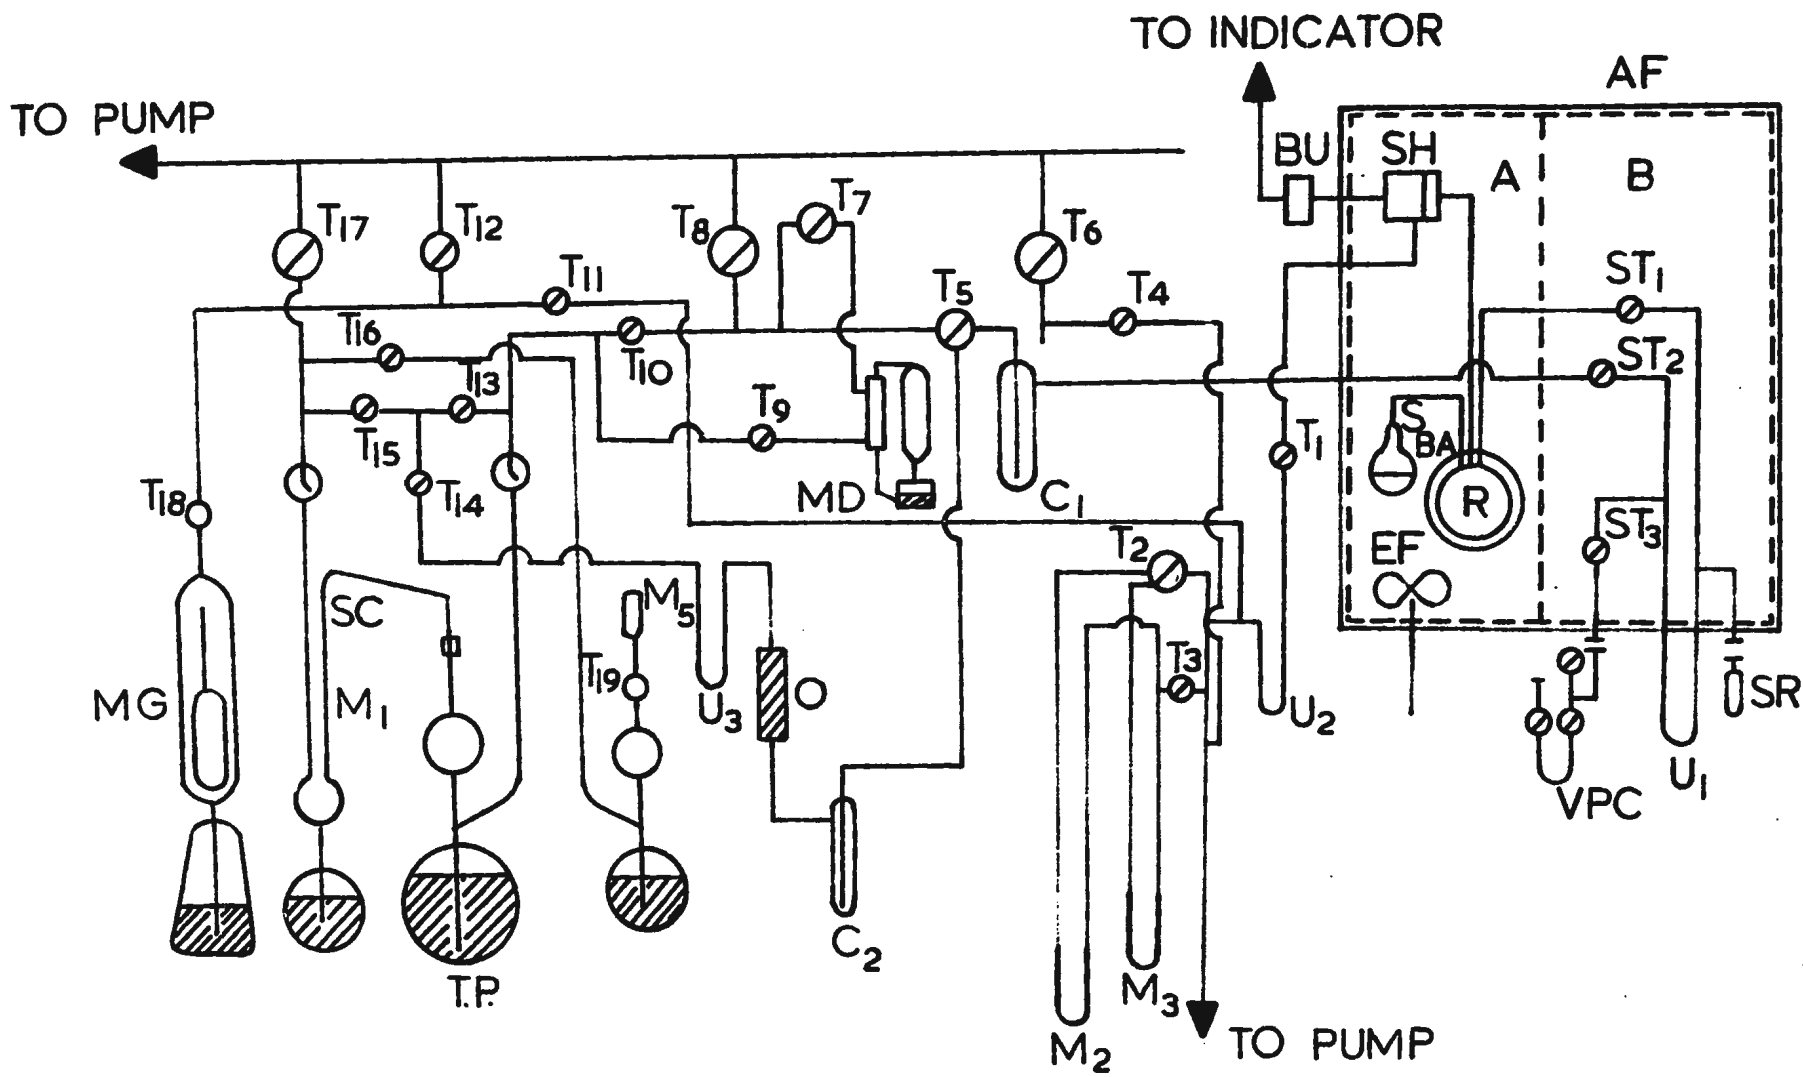 TO INDICATOR
AF
TO PUMP
BU
SH
A
B
T17
T12
T8
T7
T6
T11
T5
T4
ST1
T16
T10
T13
ST2
T9
S
BA
T15
T1
T18
T14
MD
C1
R
T2
ST3
EF
SC
M5
T19
T3
MG
M1
U3
O
U2
SR
U1
VPC
C2
T.P.
M3
M2
TO PUMP